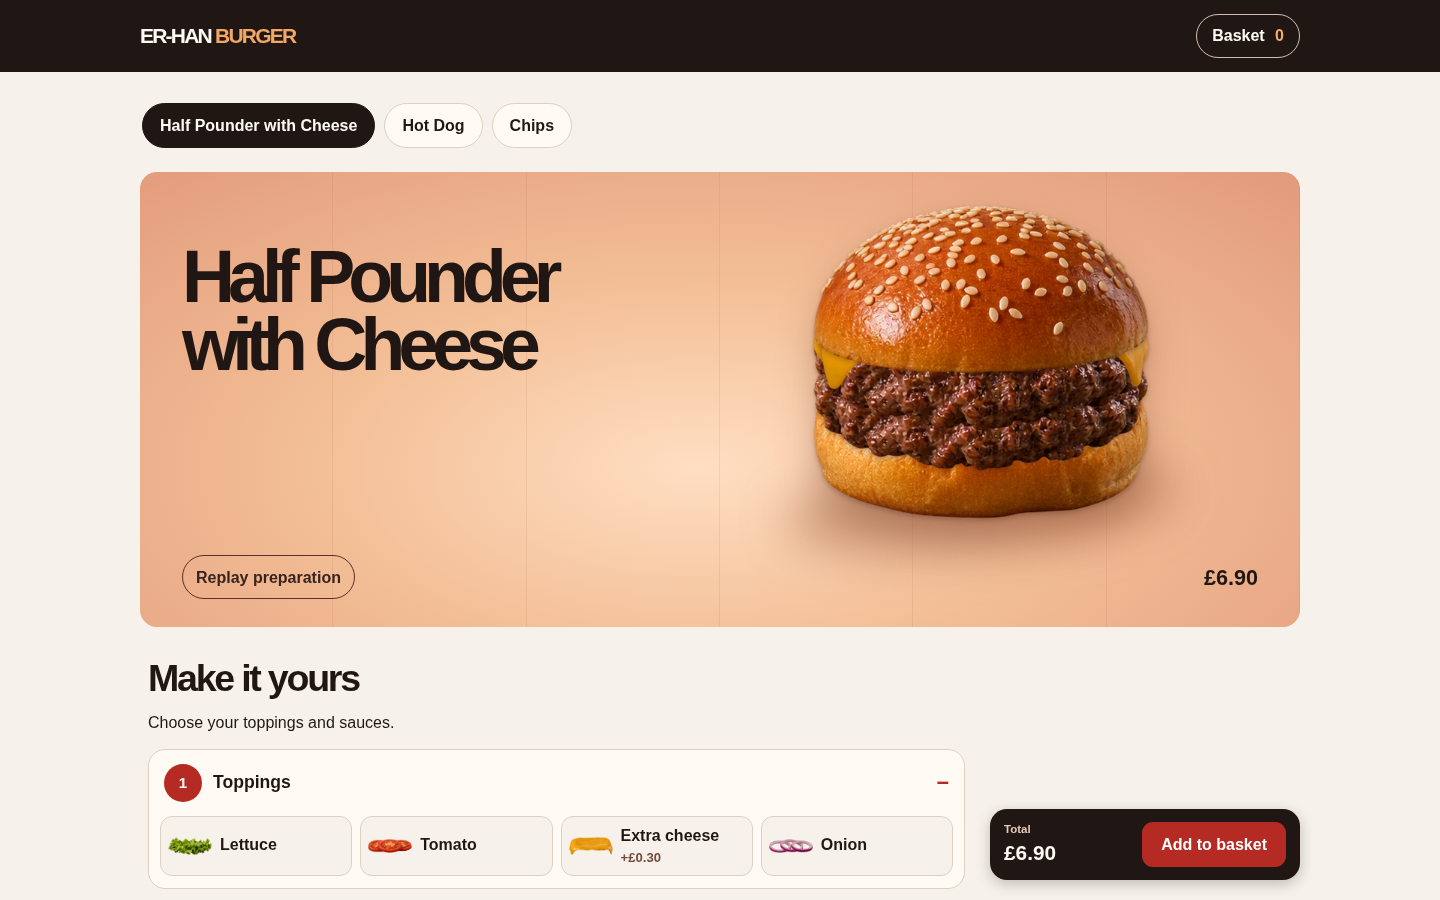 ER-HAN BURGER
Basket 0
Half Pounder with Cheese
Hot Dog
Chips
Half Pounder
with Cheese
Replay preparation
£6.90
Make it yours
Choose your toppings and sauces.
1 Toppings −
Lettuce
Tomato
Extra cheese
+£0.30
Onion
Total
£6.90
Add to basket